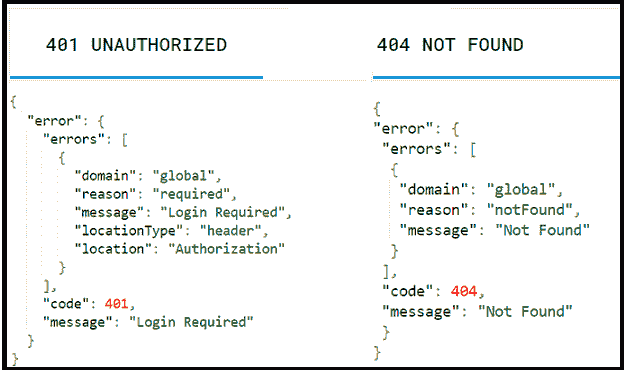 401 UNAUTHORIZED
{
"error": {
"errors": [
{
"domain": "global",
"reason": "required",
"message": "Login Required",
"locationType": "header",
"location": "Authorization"
}
],
"code": 401,
"message": "Login Required"
}
}
404 NOT FOUND
{
"error": {
"errors": [
{
"domain": "global",
"reason": "notFound",
"message": "Not Found"
}
],
"code": 404,
"message": "Not Found"
}
}